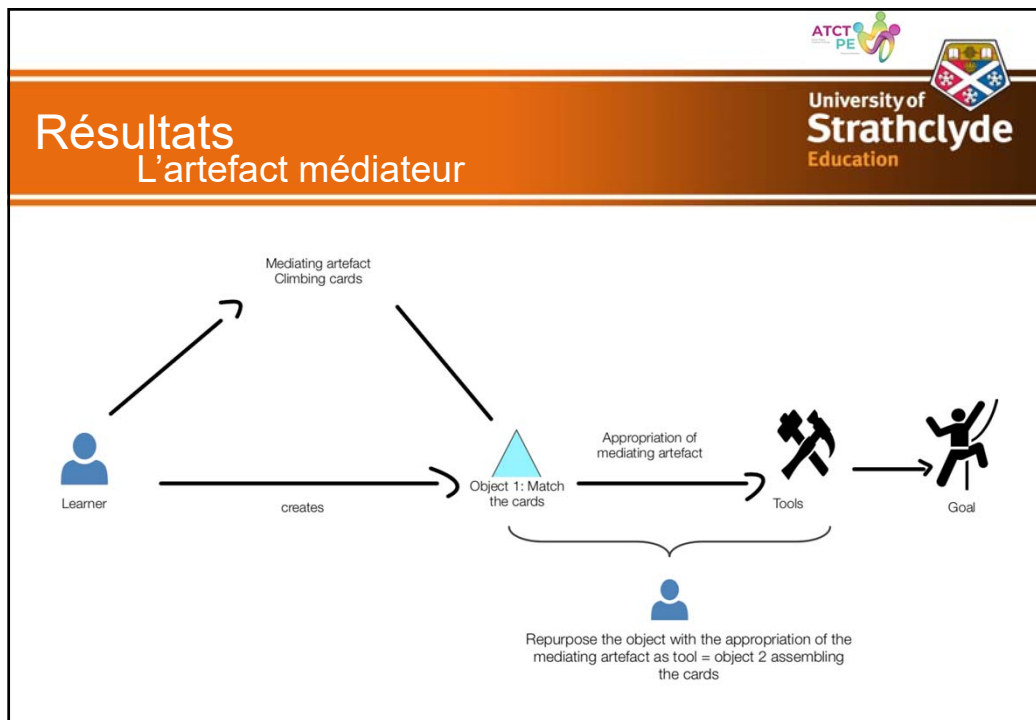 ATCT
PE
University of
Strathclyde
Education
Résultats
L'artefact médiateur
Mediating artefact
Climbing cards
Learner
creates
Object 1: Match
the cards
Appropriation of
mediating artefact
Tools
Goal
Repurpose the object with the appropriation of the
mediating artefact as tool = object 2 assembling
the cards